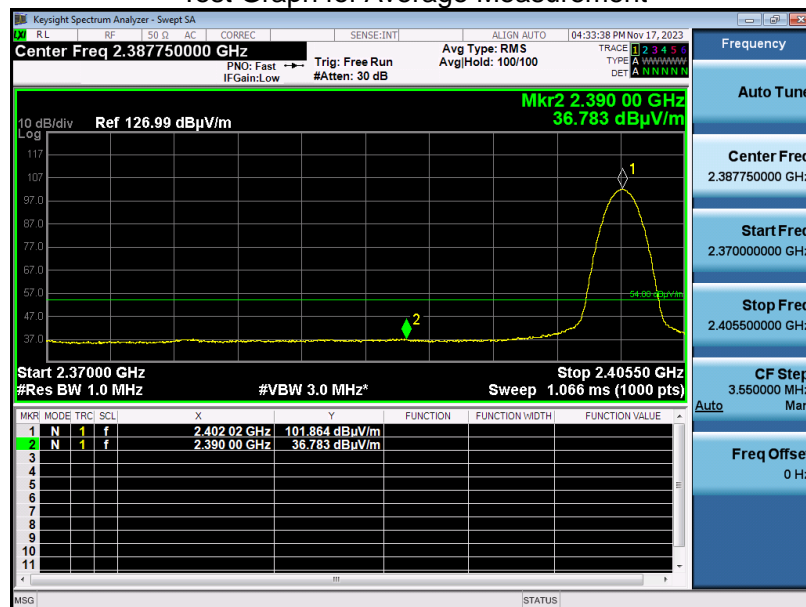 Test Graph for Average Measurement
Keysight Spectrum Analyzer - Swept SA
RL RF 50 Ω AC CORREC SENSE:INT ALIGN AUTO 04:33:38 PM Nov 17, 2023
Center Freq 2.387750000 GHz
PNO: Fast
IFGain:Low
Trig: Free Run
#Atten: 30 dB
Avg Type: RMS
Avg|Hold: 100/100
TRACE 1 2 3 4 5 6
TYPE A WWWWW
DET A N N N N N
Mkr2 2.390 00 GHz
36.783 dBµV/m
10 dB/div Ref 126.99 dBµV/m
Log
117
107
97.0
87.0
77.0
67.0
57.0
47.0
37.0
1
54.00 dBµV/m
2
Start 2.37000 GHz Stop 2.40550 GHz
#Res BW 1.0 MHz #VBW 3.0 MHz* Sweep 1.066 ms (1000 pts)
MKR MODE TRC SCL X Y FUNCTION FUNCTION WIDTH FUNCTION VALUE
1 N 1 f 2.402 02 GHz 101.864 dBµV/m
2 N 1 f 2.390 00 GHz 36.783 dBµV/m
3
4
5
6
7
8
9
10
11
MSG STATUS
Frequency
Auto Tune
Center Freq
2.387750000 GHz
Start Freq
2.370000000 GHz
Stop Freq
2.405500000 GHz
CF Step
3.550000 MHz
Auto Man
Freq Offset
0 Hz